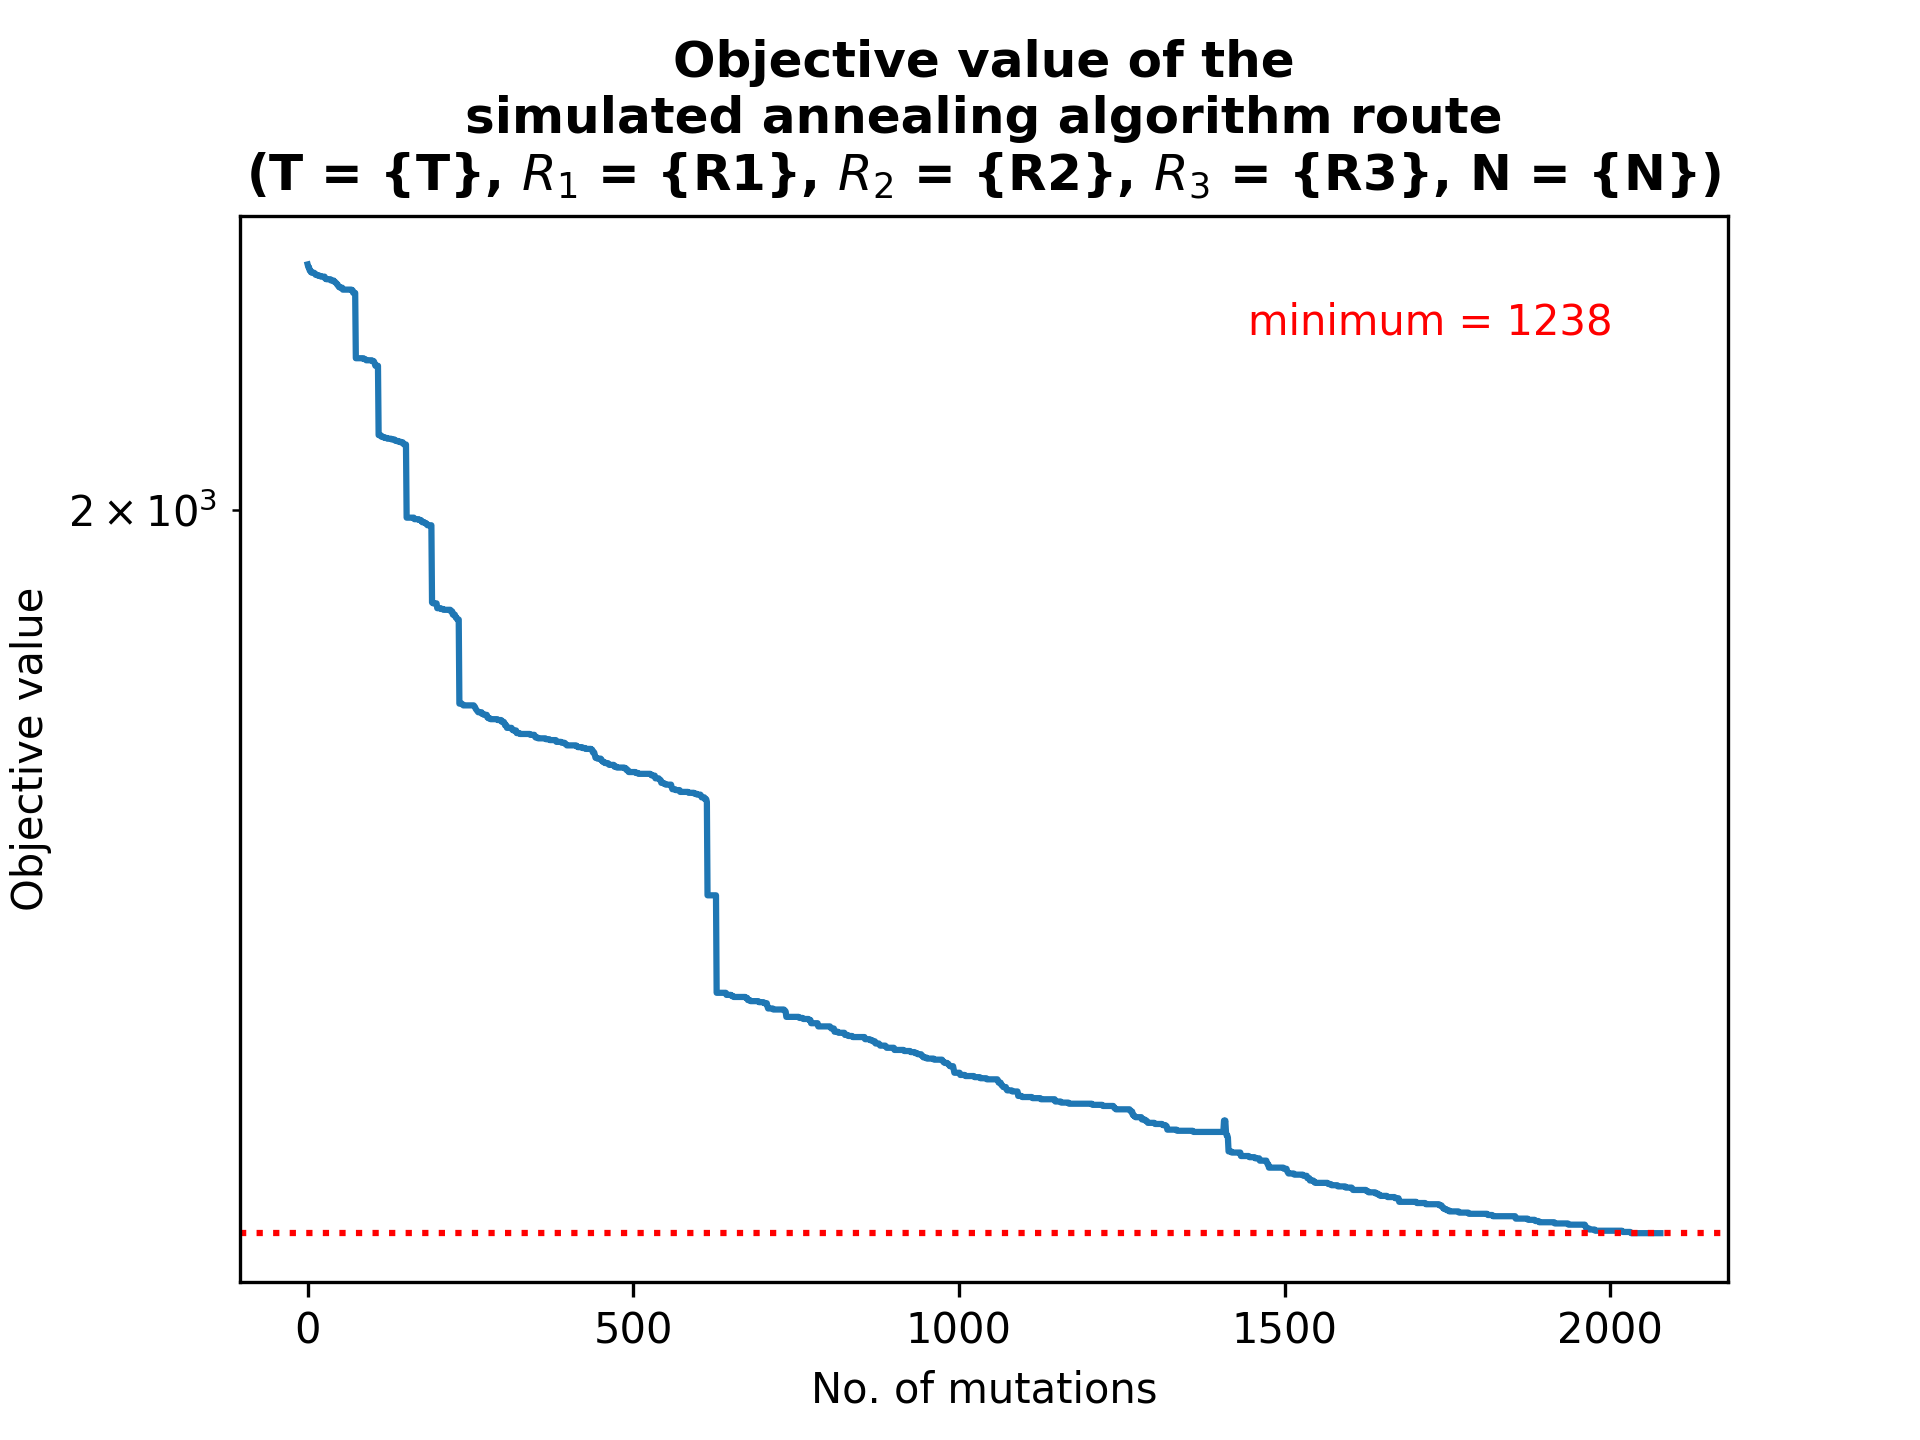 Objective value of the
simulated annealing algorithm route
(T = {T}, R₁ = {R1}, R₂ = {R2}, R₃ = {R3}, N = {N})
minimum = 1238
2 × 10³
Objective value
0 500 1000 1500 2000
No. of mutations